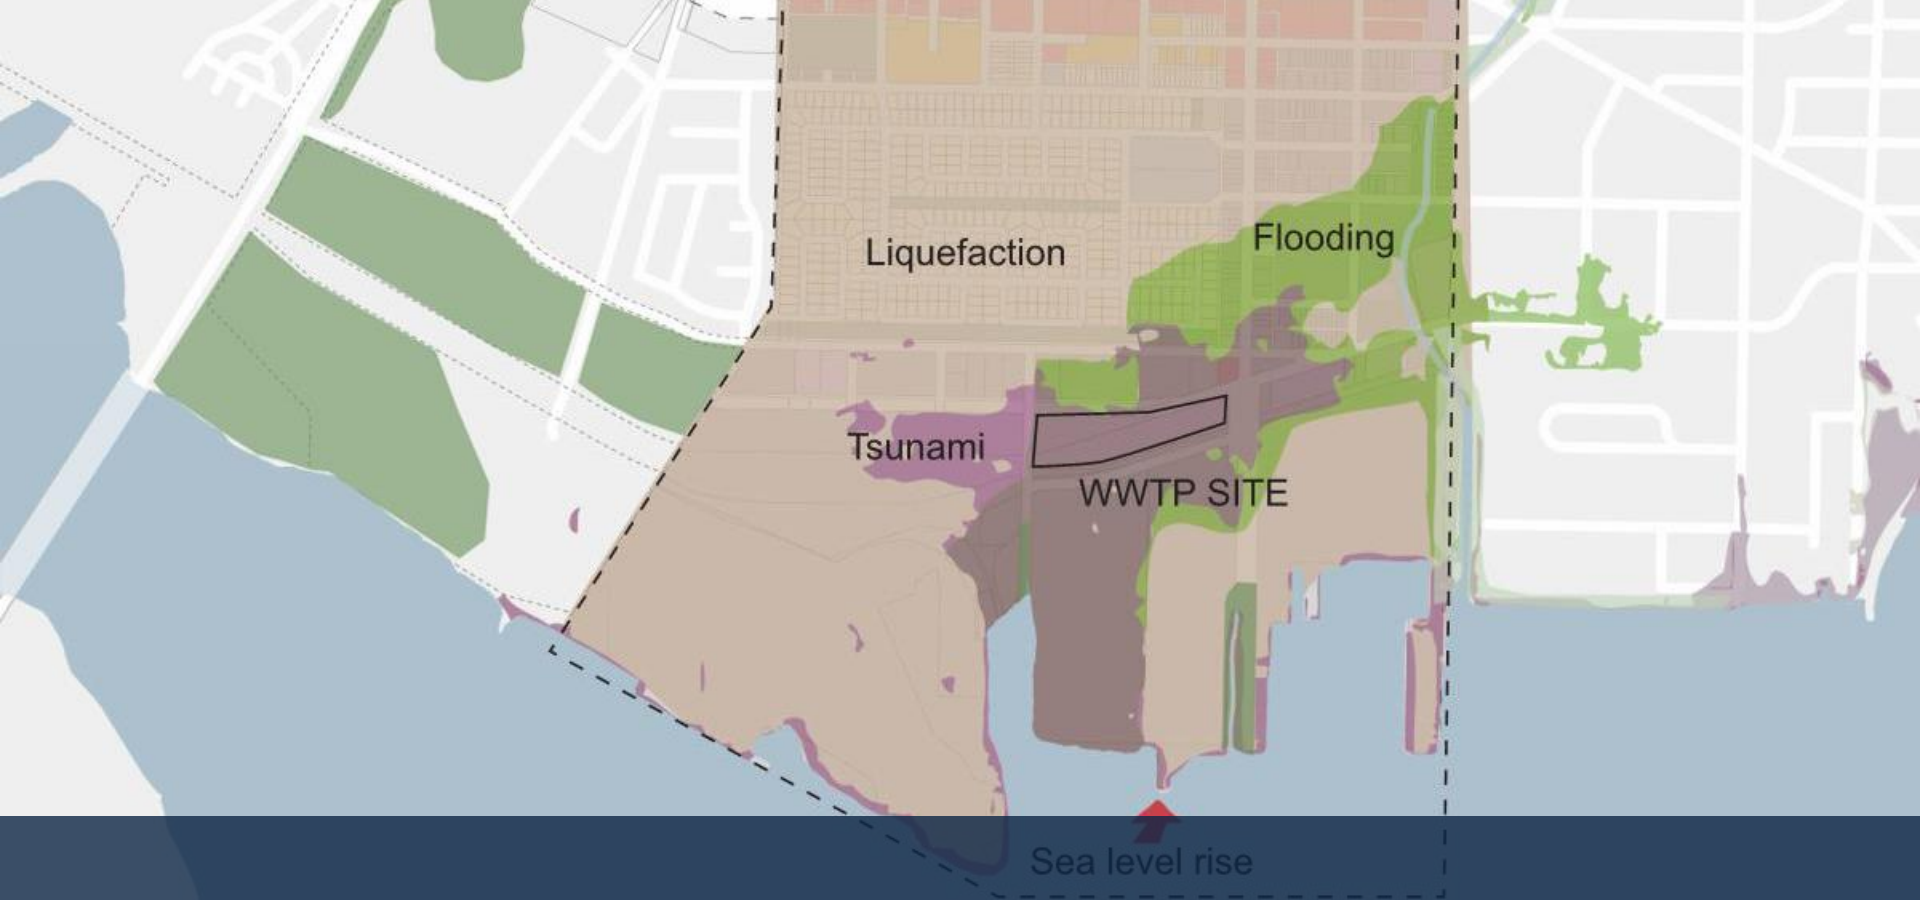 Flooding
Liquefaction
Tsunami
WWTP SITE
Sea level rise